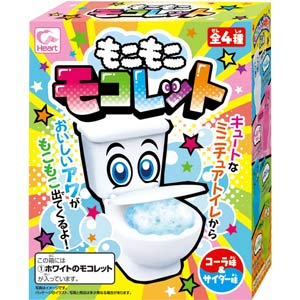 Heart
もこもこ
モコレット
全4種
キュートな
ミニチュアトイレから
おいしいアワが
もこもこ出てくるよ!
この箱には
①ホワイトのモコレット
が入っています。
コーラ味
&
サイダー味